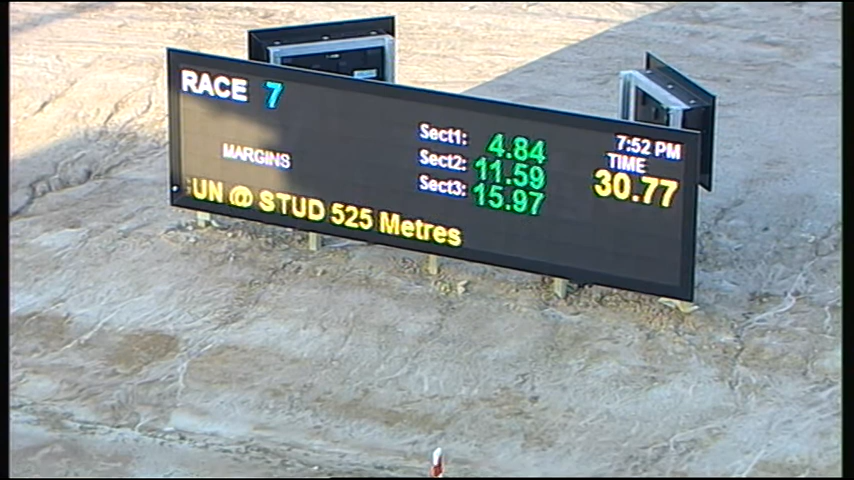 RACE 7
7:52 PM
Sect1: 4.84
TIME
MARGINS
Sect2: 11.59
30.77
Sect3: 15.97
UN @ STUD 525 Metres